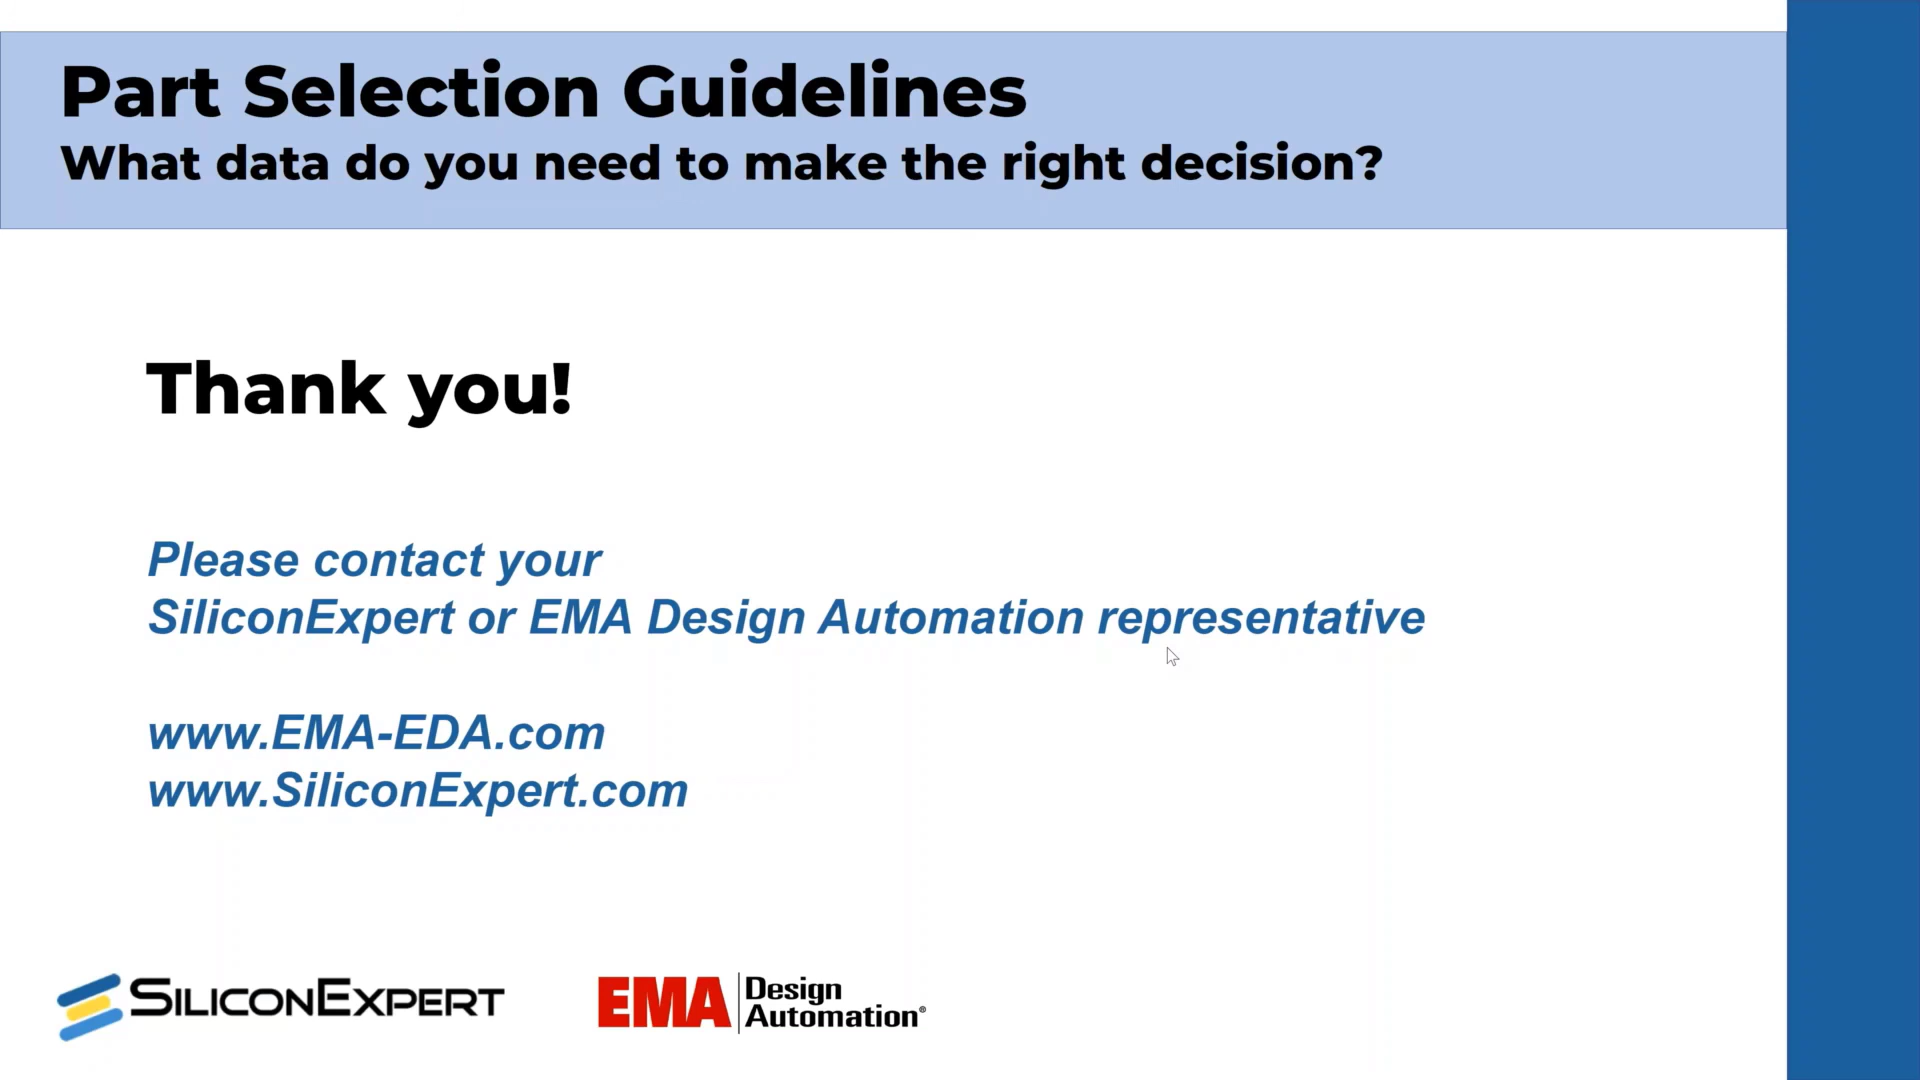 Part Selection Guidelines
What data do you need to make the right decision?
Thank you!
Please contact your
SiliconExpert or EMA Design Automation representative
www.EMA-EDA.com
www.SiliconExpert.com
SILICONEXPERT
EMA Design
Automation®